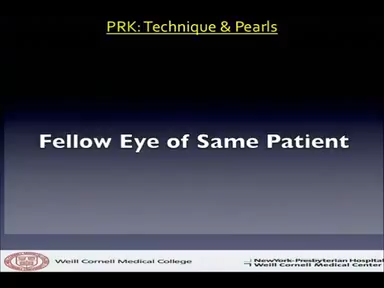 PRK: Technique & Pearls
Fellow Eye of Same Patient
Weill Cornell Medical College
NewYork-Presbyterian Hospital
Weill Cornell Medical Center